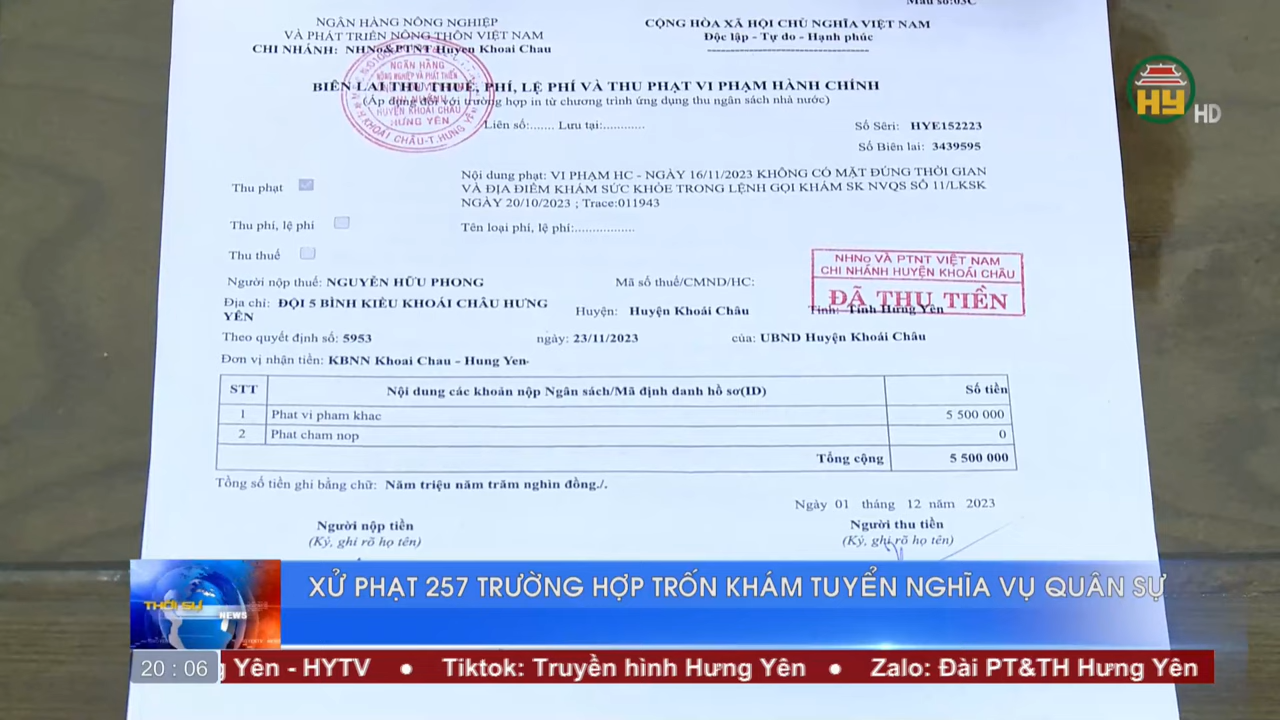 Mẫu số:03C
NGÂN HÀNG NÔNG NGHIỆP
VÀ PHÁT TRIỂN NÔNG THÔN VIỆT NAM
CHI NHÁNH: NHNo&PTNT Huyen Khoai Chau
CỘNG HÒA XÃ HỘI CHỦ NGHĨA VIỆT NAM
Độc lập - Tự do - Hạnh phúc
BIÊN LAI THU THUẾ, PHÍ, LỆ PHÍ VÀ THU PHẠT VI PHẠM HÀNH CHÍNH
(Áp dụng đối với trường hợp in từ chương trình ứng dụng thu ngân sách nhà nước)
NGÂN HÀNG
NÔNG NGHIỆP VÀ PHÁT TRIỂN
HUYỆN KHOÁI CHÂU
HƯNG YÊN
KHOÁI CHÂU-T.HƯNG YÊN
HY HD
Liên số:....... Lưu tại:...........
Số Sêri: HYE152223
Số Biên lai: 3439595
Thu phạt
Nội dung phạt: VI PHẠM HC - NGÀY 16/11/2023 KHÔNG CÓ MẶT ĐÚNG THỜI GIAN
VÀ ĐỊA ĐIỂM KHÁM SỨC KHỎE TRONG LỆNH GỌI KHÁM SK NVQS SỐ 11/LKSK
NGÀY 20/10/2023 ; Trace:011943
Thu phí, lệ phí
Tên loại phí, lệ phí:.................
Thu thuế
NHNo VÀ PTNT VIỆT NAM
CHI NHÁNH HUYỆN KHOÁI CHÂU
ĐÃ THU TIỀN
Người nộp thuế: NGUYỄN HỮU PHONG
Mã số thuế/CMND/HC:
Địa chỉ: ĐỘI 5 BÌNH KIỀU KHOÁI CHÂU HƯNG
YÊN
Huyện: Huyện Khoái Châu
Tỉnh: Tỉnh Hưng Yên
Theo quyết định số: 5953 ngày: 23/11/2023 của: UBND Huyện Khoái Châu
Đơn vị nhận tiền: KBNN Khoai Chau - Hung Yen-
STT Nội dung các khoản nộp Ngân sách/Mã định danh hồ sơ(ID) Số tiền
1 Phat vi pham khac 5 500 000
2 Phat cham nop 0
Tổng cộng 5 500 000
Tổng số tiền ghi bằng chữ: Năm triệu năm trăm nghìn đồng./.
Ngày 01 tháng 12 năm 2023
Người nộp tiền
(Ký, ghi rõ họ tên)
Người thu tiền
(Ký, ghi rõ họ tên)
THỜI SỰ
NEWS
XỬ PHẠT 257 TRƯỜNG HỢP TRỐN KHÁM TUYỂN NGHĨA VỤ QUÂN SỰ
20 : 06 g Yên - HYTV ● Tiktok: Truyền hình Hưng Yên ● Zalo: Đài PT&TH Hưng Yên